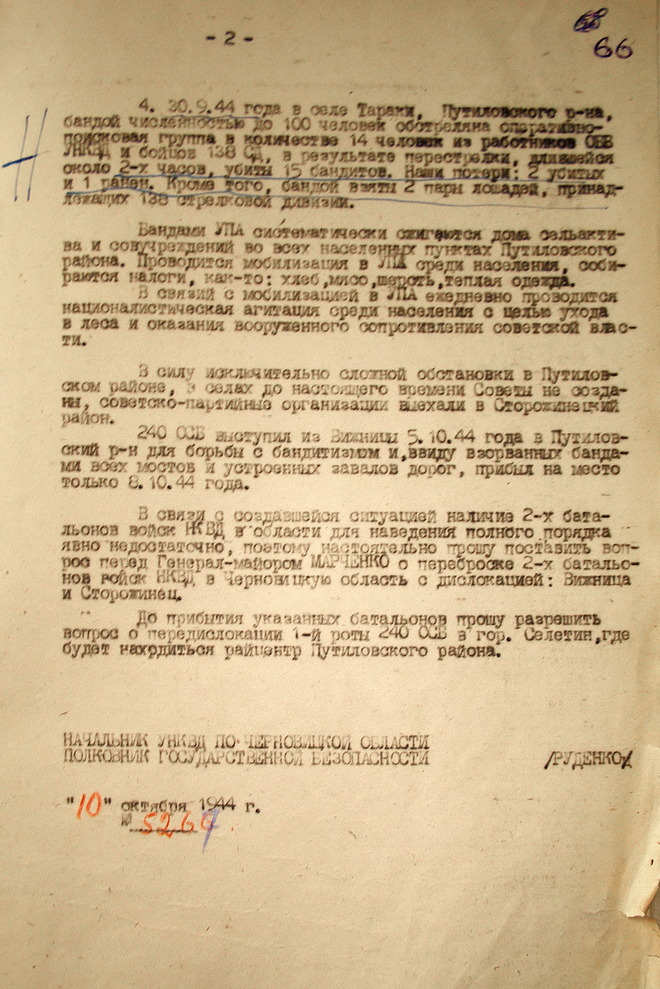 - 2 -
66
4. 30.9.44 года в селе Тараки, Путиловского р-на,
бандой численностью до 100 человек обстреляна оперативно-
поисковая группа в количестве 14 человек из работников ОББ
УНКВД и бойцов 138 СД, в результате перестрелки, длившейся
около 2-х часов, убиты 15 бандитов. Наши потери: 2 убитых
и 1 ранен. Кроме того, бандой взяты 2 пары лошадей, принад-
лежащих 138 стрелковой дивизии.
Бандами УПА систематически сжигаются дома сельакти-
ва и совучреждений во всех населенных пунктах Путиловского
района. Проводится мобилизация в УПА среди населения, соби-
раются налоги, как-то: хлеб,мясо,шерсть,теплая одежда.
В связий с мобилизацией в УПА ежедневно проводится
националистическая агитация среди населения с целью ухода
в леса и оказания вооруженного сопротивления советской влас-
ти.
В силу исключительно сложной обстановки в Путилов-
ском районе, в селах до настоящего времени Советы не созда-
ны, советско-партийные организации выехали в Сторожинецкий
район.
240 ОСБ выступил из Вижницы 5.10.44 года в Путилов-
ский р-н для борьбы с бандитизмом и,ввиду взорванных банда-
ми всех мостов и устроенных завалов дорог, прибыл на место
только 8.10.44 года.
В связи с создавшейся ситуацией наличие 2-х бата-
льонов войск НКВД в области для наведения полного порядка
явно недостаточно, поэтому настоятельно прошу поставить воп-
рос перед Генерал-майором МАРЧЕНКО о переброске 2-х батальо-
нов войск НКВД в Черновицкую область с дислокацией: Вижница
и Сторожинец.
До прибытия указанных батальонов прошу разрешить
вопрос о передислокации 1-й роты 240 ОСБ в гор. Селетин,где
будет находиться райцентр Путиловского района.
НАЧАЛЬНИК УНКВД ПО ЧЕРНОВИЦКОЙ ОБЛАСТИ
ПОЛКОВНИК ГОСУДАРСТВЕННОЙ БЕЗОПАСНОСТИ /РУДЕНКО/
"10" октября 1944 г.
№ 5267